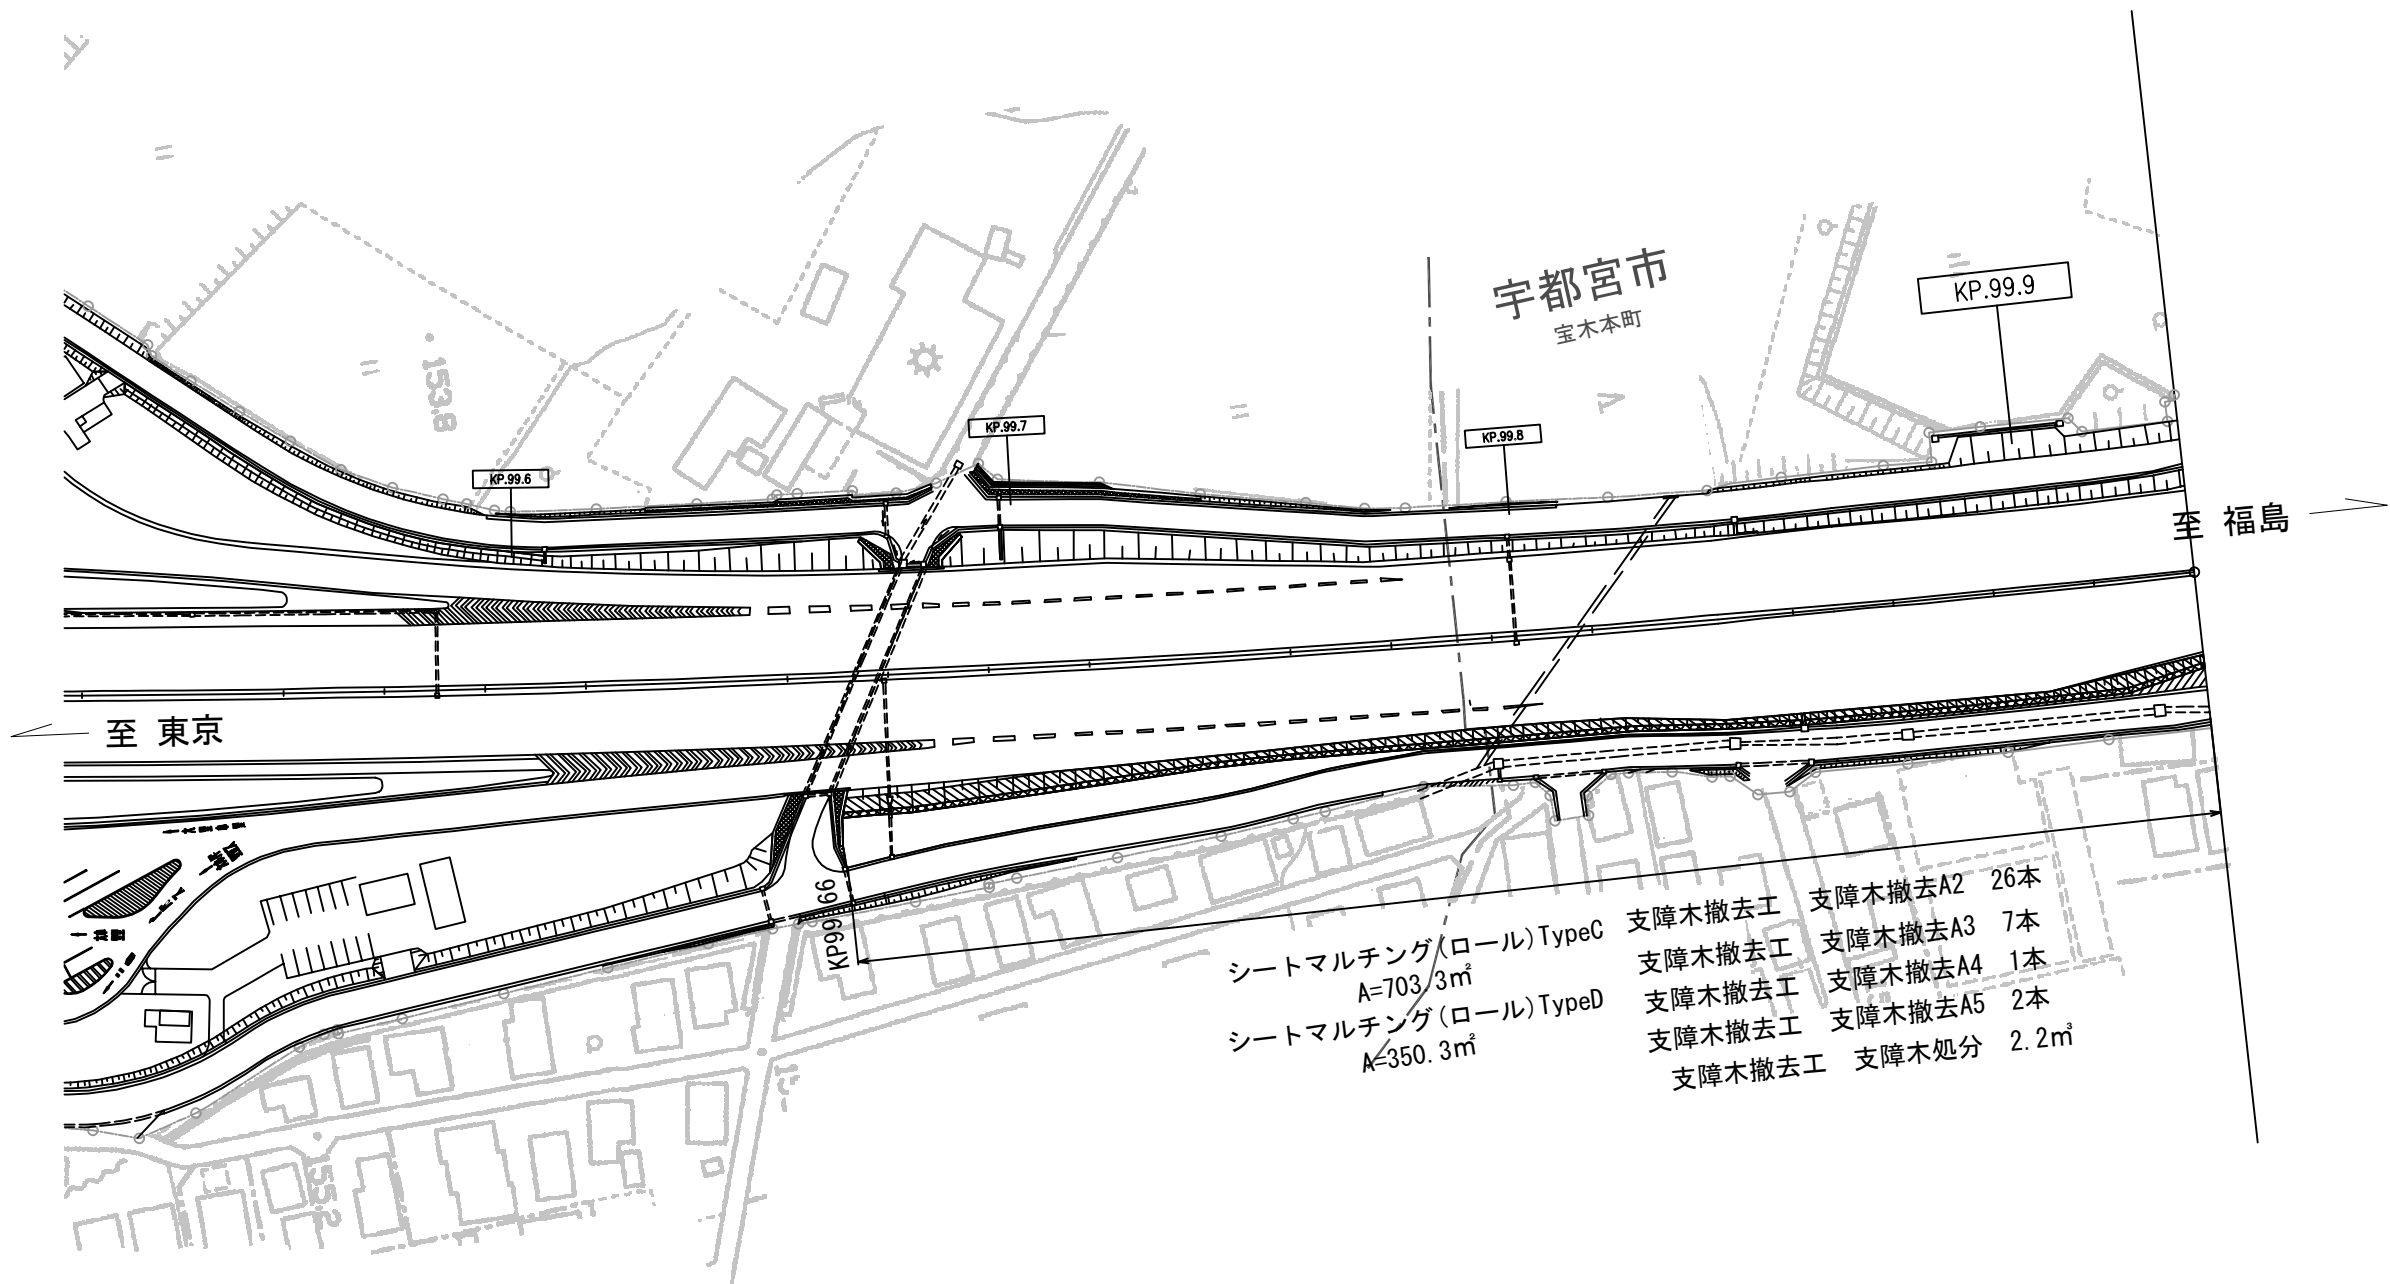 宇都宮市
宝木本町
KP.99.9
153.8
KP.99.6
KP.99.7
KP.99.8
至 福島
至 東京
KP99.66
シートマルチング(ロール)TypeC
A=703.3㎡
シートマルチング(ロール)TypeD
A=350.3㎡
支障木撤去工 支障木撤去A2 26本
支障木撤去工 支障木撤去A3 7本
支障木撤去工 支障木撤去A4 1本
支障木撤去工 支障木撤去A5 2本
支障木撤去工 支障木処分 2.2㎥